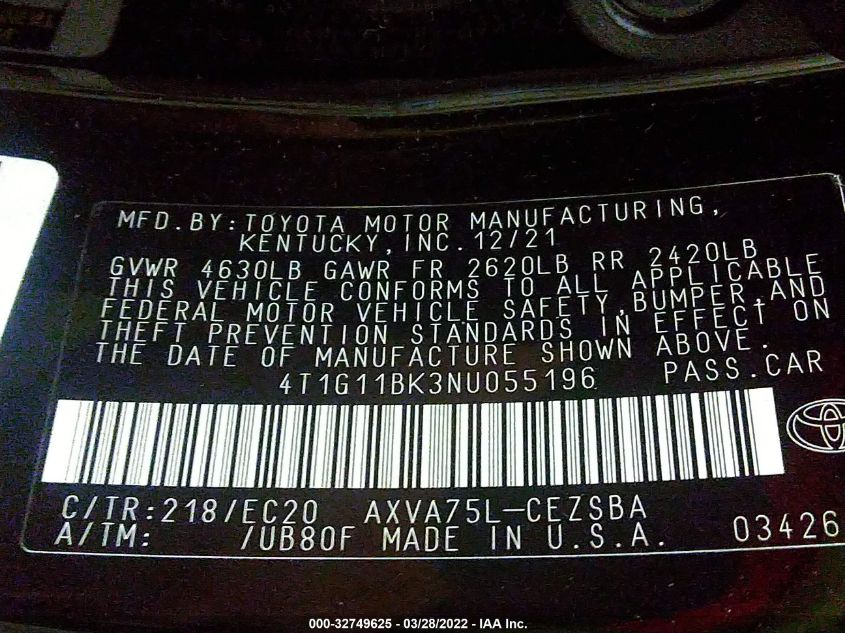 MFD.BY:TOYOTA MOTOR MANUFACTURING,
KENTUCKY,INC.12/21
GVWR 4630LB GAWR FR 2620LB RR 2420LB
THIS VEHICLE CONFORMS TO ALL APPLICABLE
FEDERAL MOTOR VEHICLE SAFETY,BUMPER,AND
THEFT PREVENTION STANDARDS IN EFFECT ON
THE DATE OF MANUFACTURE SHOWN ABOVE.
4T1G11BK3NU055196 PASS.CAR
C/TR:218/EC20 AXVA75L-CEZSBA
A/TM: /UB80F MADE IN U.S.A. 03426
000-32749625 - 03/28/2022 - IAA Inc.